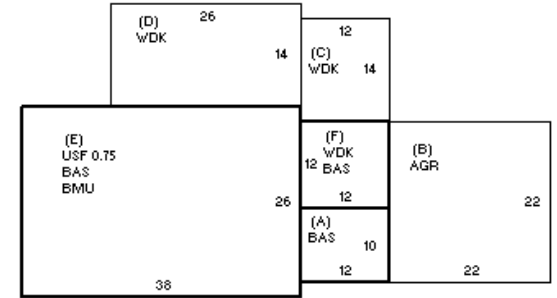 (D)
WDK
26
14
12
(C)
WDK 14
(E)
USF 0.75
BAS
BMU
26
38
(F)
WDK
12 BAS
12
(A)
BAS
10
12
(B)
AGR
22
22